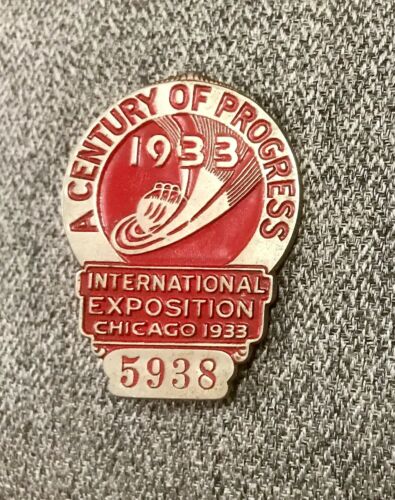 A CENTURY OF PROGRESS
1933
INTERNATIONAL
EXPOSITION
CHICAGO 1933
5938